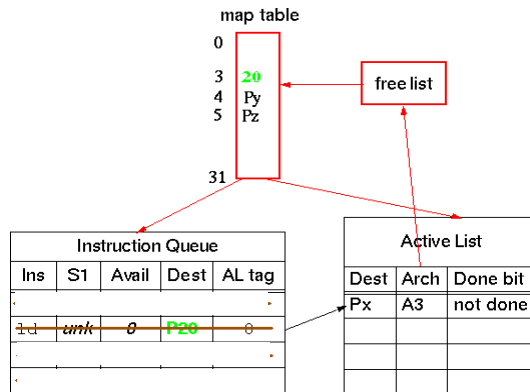 map table
0
3 20
free list
4 Py
5 Pz
31
Instruction Queue
Active List
Ins S1 Avail Dest AL tag
Dest Arch Done bit
Px A3 not done
ld unk 0 P20 0